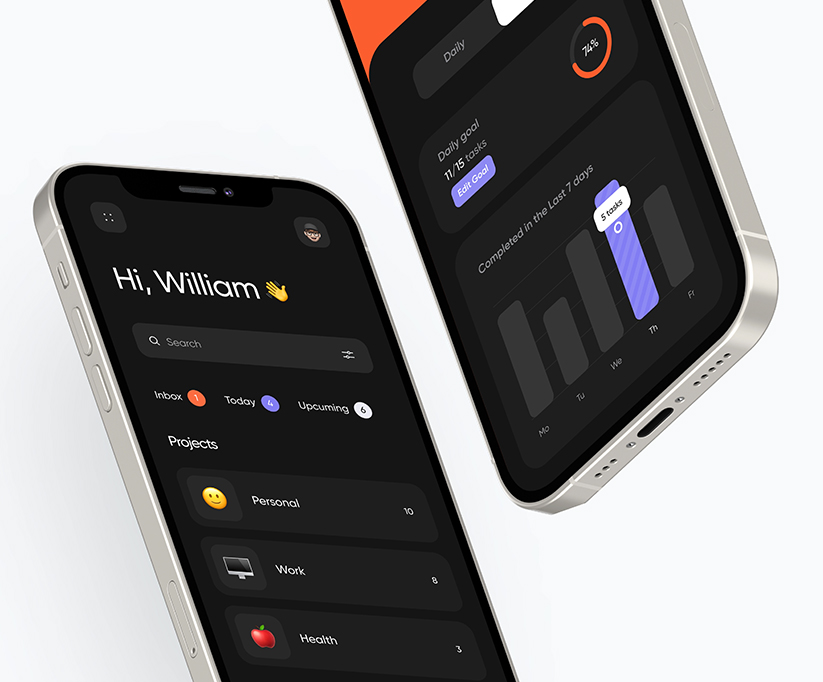 Hi, William 👋
Search
Inbox 1 Today 4 Upcuming 6
Projects
Personal 10
Work 8
Health 3
Daily
74%
Daily goal
11/15 tasks
Edit Goal
Completed in the Last 7 days
5 tasks
Mo Tu We Th Fr